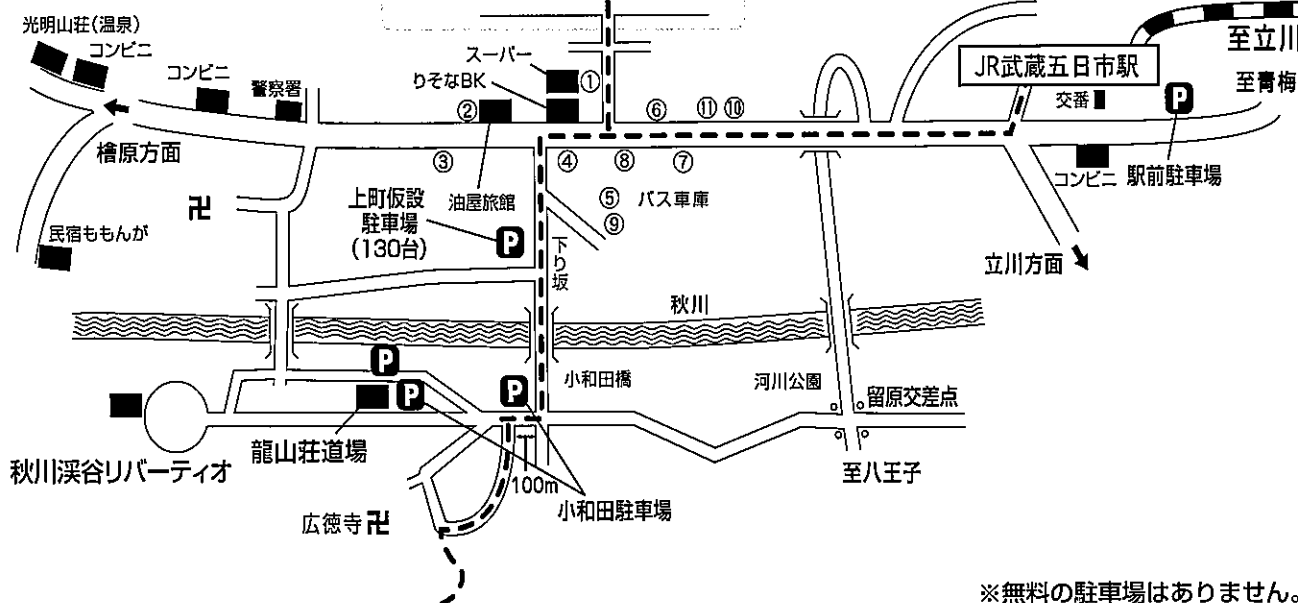 光明山荘(温泉)
コンビニ
コンビニ
警察署
スーパー
①
りそなBK
②
⑥
⑪
⑩
JR武蔵五日市駅
至立川
至青梅
交番
P
檜原方面
③
④
⑧
⑦
コンビニ
駅前駐車場
卍
上町仮設
駐車場
(130台)
P
油屋旅館
⑤
バス車庫
⑨
民宿ももんが
下り坂
立川方面
秋川
P
小和田橋
河川公園
P
P
留原交差点
龍山荘道場
秋川渓谷リバーティオ
至八王子
100m
小和田駐車場
広徳寺卍
※無料の駐車場はありません。